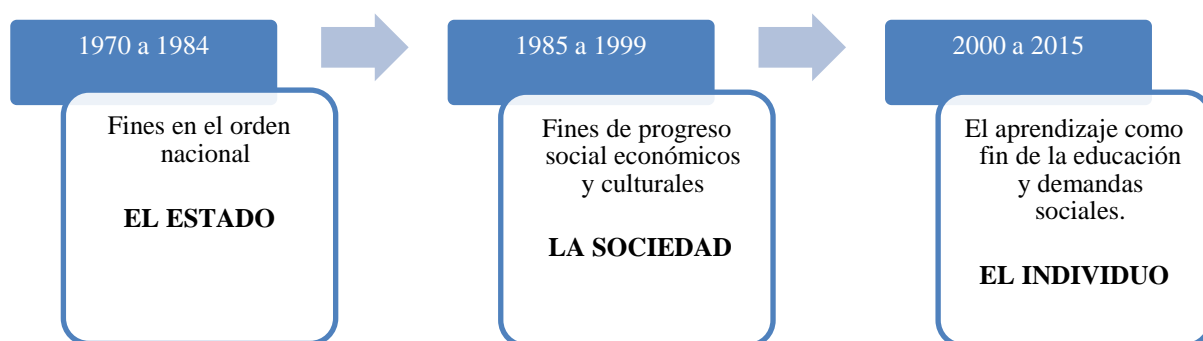 1970 a 1984
Fines en el orden
nacional
EL ESTADO
1985 a 1999
Fines de progreso
social económicos
y culturales
LA SOCIEDAD
2000 a 2015
El aprendizaje como
fin de la educación
y demandas
sociales.
EL INDIVIDUO